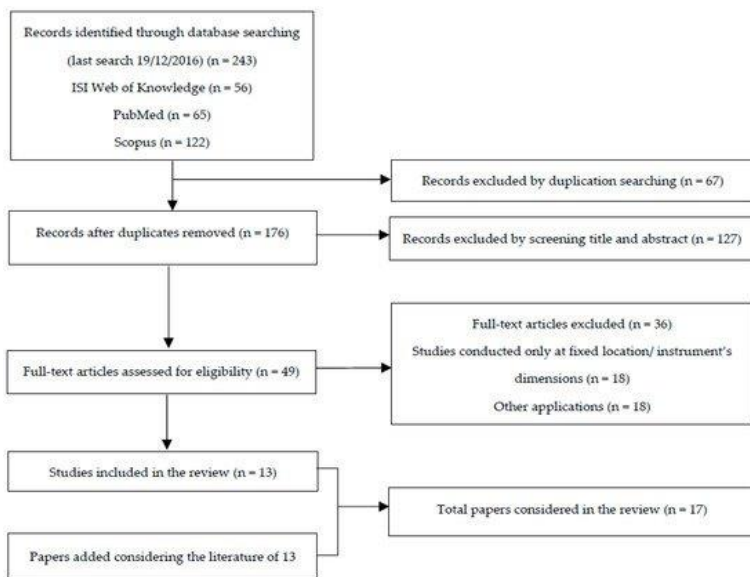 Records identified through database searching
(last search 19/12/2016) (n = 243)
ISI Web of Knowledge (n = 56)
PubMed (n = 65)
Scopus (n = 122)
Records excluded by duplication searching (n = 67)
Records after duplicates removed (n = 176)
Records excluded by screening title and abstract (n = 127)
Full-text articles excluded (n = 36)
Studies conducted only at fixed location/ instrument's
dimensions (n = 18)
Other applications (n = 18)
Full-text articles assessed for eligibility (n = 49)
Studies included in the review (n = 13)
Total papers considered in the review (n = 17)
Papers added considering the literature of 13